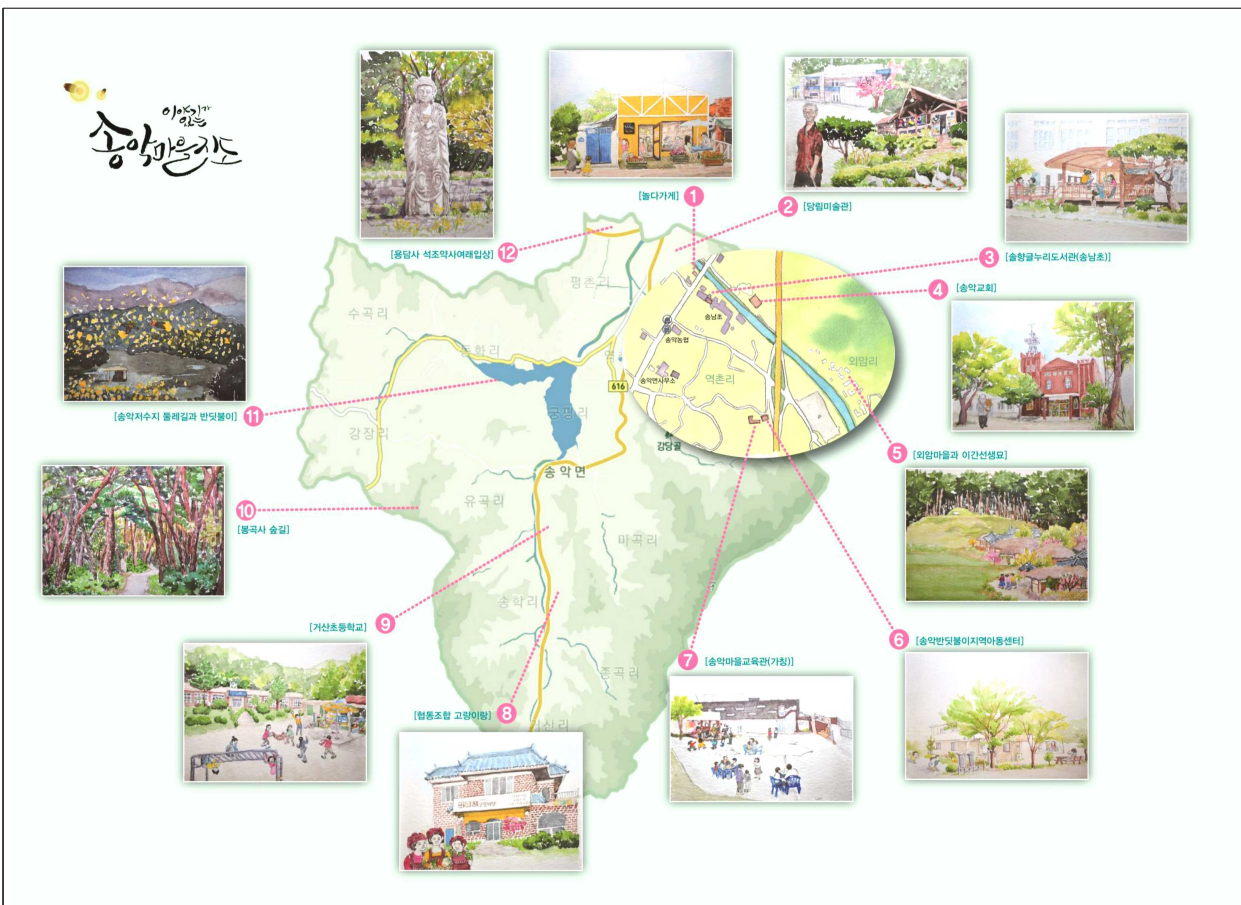 이야기가
있는
송악마을지도
[놀다가게] 1
2 [당림미술관]
3 [솔향글누리도서관(송남초)]
4 [송악교회]
5 [외암마을과 이간선생묘]
6 [송악반딧불이지역아동센터]
7 [송악마을교육관(가칭)]
[협동조합 고랑이랑] 8
[거산초등학교] 9
10
[봉곡사 숲길]
[송악저수지 둘레길과 반딧불이] 11
[용담사 석조약사여래입상] 12
평촌리
수곡리
동화리
역
616
궁평리
강장리
송악면
강당골
유곡리
마곡리
송학리
종곡리
거산리
송남초
송악농협
송악면사무소
역촌리
외암리